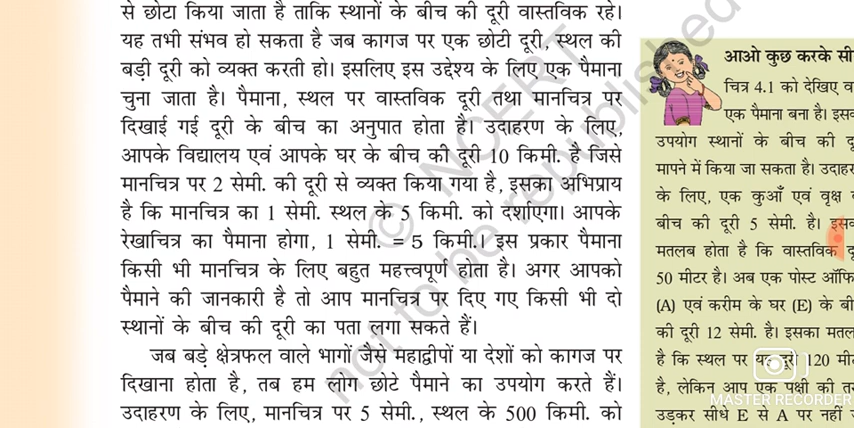 से छोटा किया जाता है ताकि स्थानों के बीच की दूरी वास्तविक रहे।
यह तभी संभव हो सकता है जब कागज पर एक छोटी दूरी, स्थल की
बड़ी दूरी को व्यक्त करती हो। इसलिए इस उद्देश्य के लिए एक पैमाना
चुना जाता है। पैमाना, स्थल पर वास्तविक दूरी तथा मानचित्र पर
दिखाई गई दूरी के बीच का अनुपात होता है। उदाहरण के लिए,
आपके विद्यालय एवं आपके घर के बीच की दूरी 10 किमी. है जिसे
मानचित्र पर 2 सेमी. की दूरी से व्यक्त किया गया है, इसका अभिप्राय
है कि मानचित्र का 1 सेमी. स्थल के 5 किमी. को दर्शाएगा। आपके
रेखाचित्र का पैमाना होगा, 1 सेमी. = 5 किमी.। इस प्रकार पैमाना
किसी भी मानचित्र के लिए बहुत महत्त्वपूर्ण होता है। अगर आपको
पैमाने की जानकारी है तो आप मानचित्र पर दिए गए किसी भी दो
स्थानों के बीच की दूरी का पता लगा सकते हैं।
जब बड़े क्षेत्रफल वाले भागों जैसे महाद्वीपों या देशों को कागज पर
दिखाना होता है, तब हम लोग छोटे पैमाने का उपयोग करते हैं।
उदाहरण के लिए, मानचित्र पर 5 सेमी., स्थल के 500 किमी. को
आओ कुछ करके सी
चित्र 4.1 को देखिए
एक पैमाना बना है।
उपयोग स्थानों के बीच की
मापने में किया जा सकता है।
के लिए, एक कुआँ एवं वृक्ष
बीच की दूरी 5 सेमी. है।
मतलब होता है कि वास्तविक
50 मीटर है। अब एक पोस्ट
(A) एवं करीम के घर (E) के
की दूरी 12 सेमी. है। इसका
है कि स्थल पर यह दूरी 120
है, लेकिन आप एक पक्षी की
उड़कर सीधे E से A पर नहीं
© NCERT
not to be republished
MASTER RECORDER